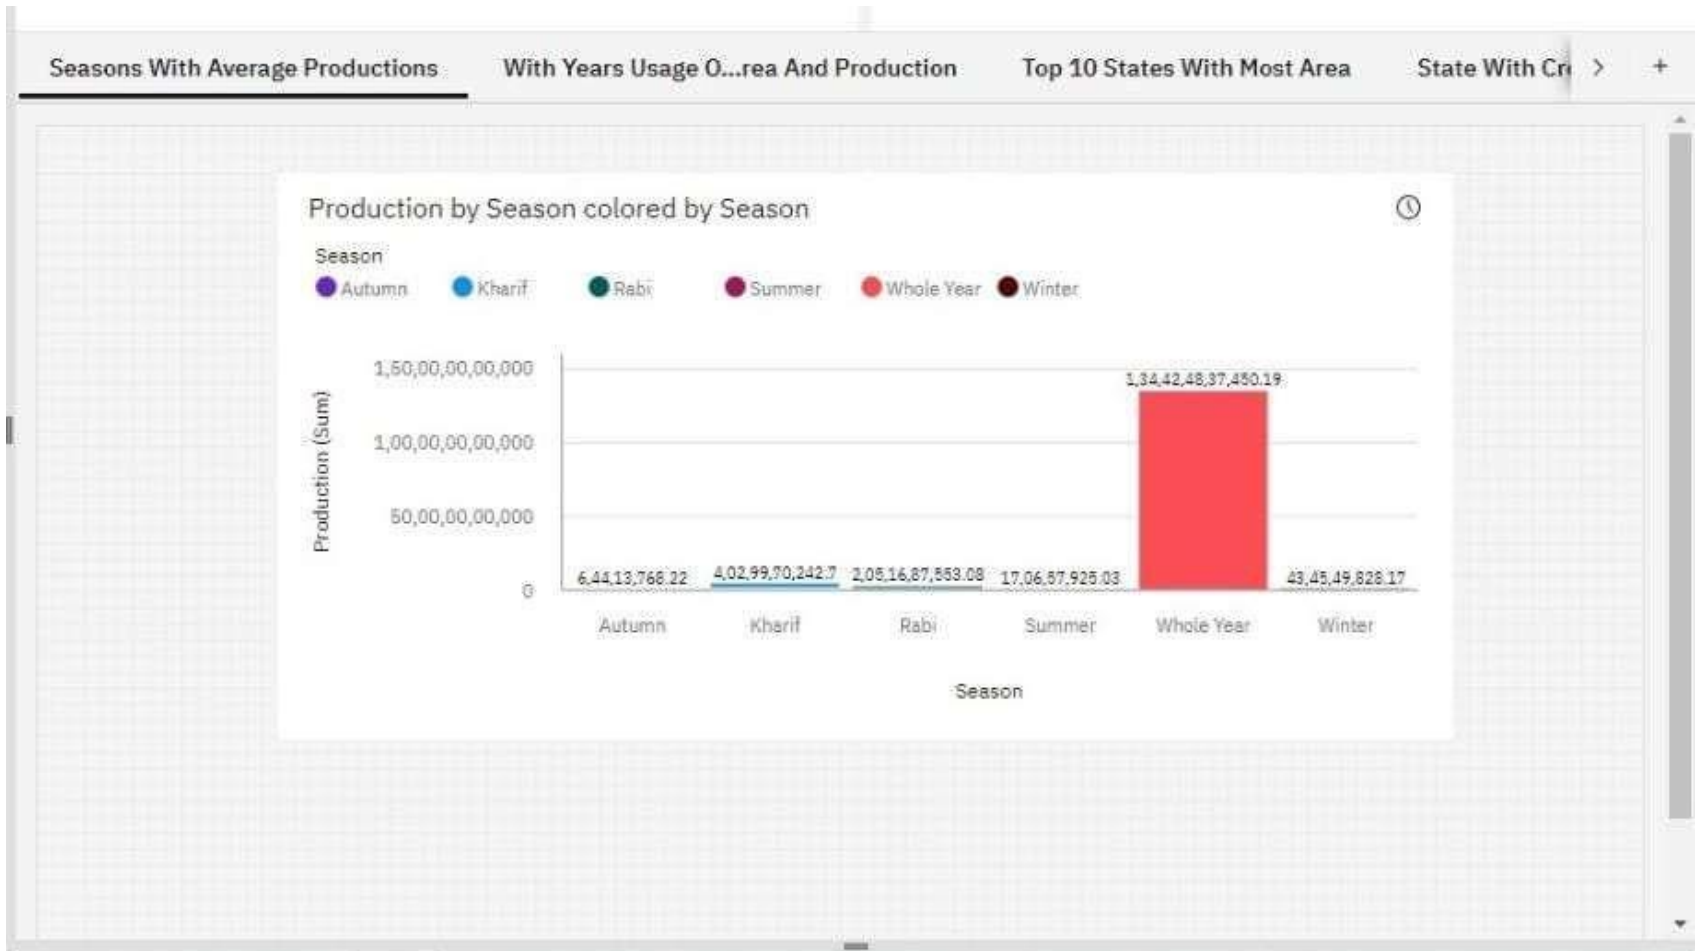 Seasons With Average Productions With Years Usage O...rea And Production Top 10 States With Most Area State With Cr
Production by Season colored by Season
Season
Autumn Kharif Rabi Summer Whole Year Winter
Production (Sum)
1,50,00,00,00,000
1,00,00,00,00,000
50,00,00,00,000
0
6,44,13,768.22 4,02,99,70,242.7 2,05,16,87,553.08 17,06,57,925.03 1,34,42,48,37,450.19 43,45,49,828.17
Autumn Kharif Rabi Summer Whole Year Winter
Season